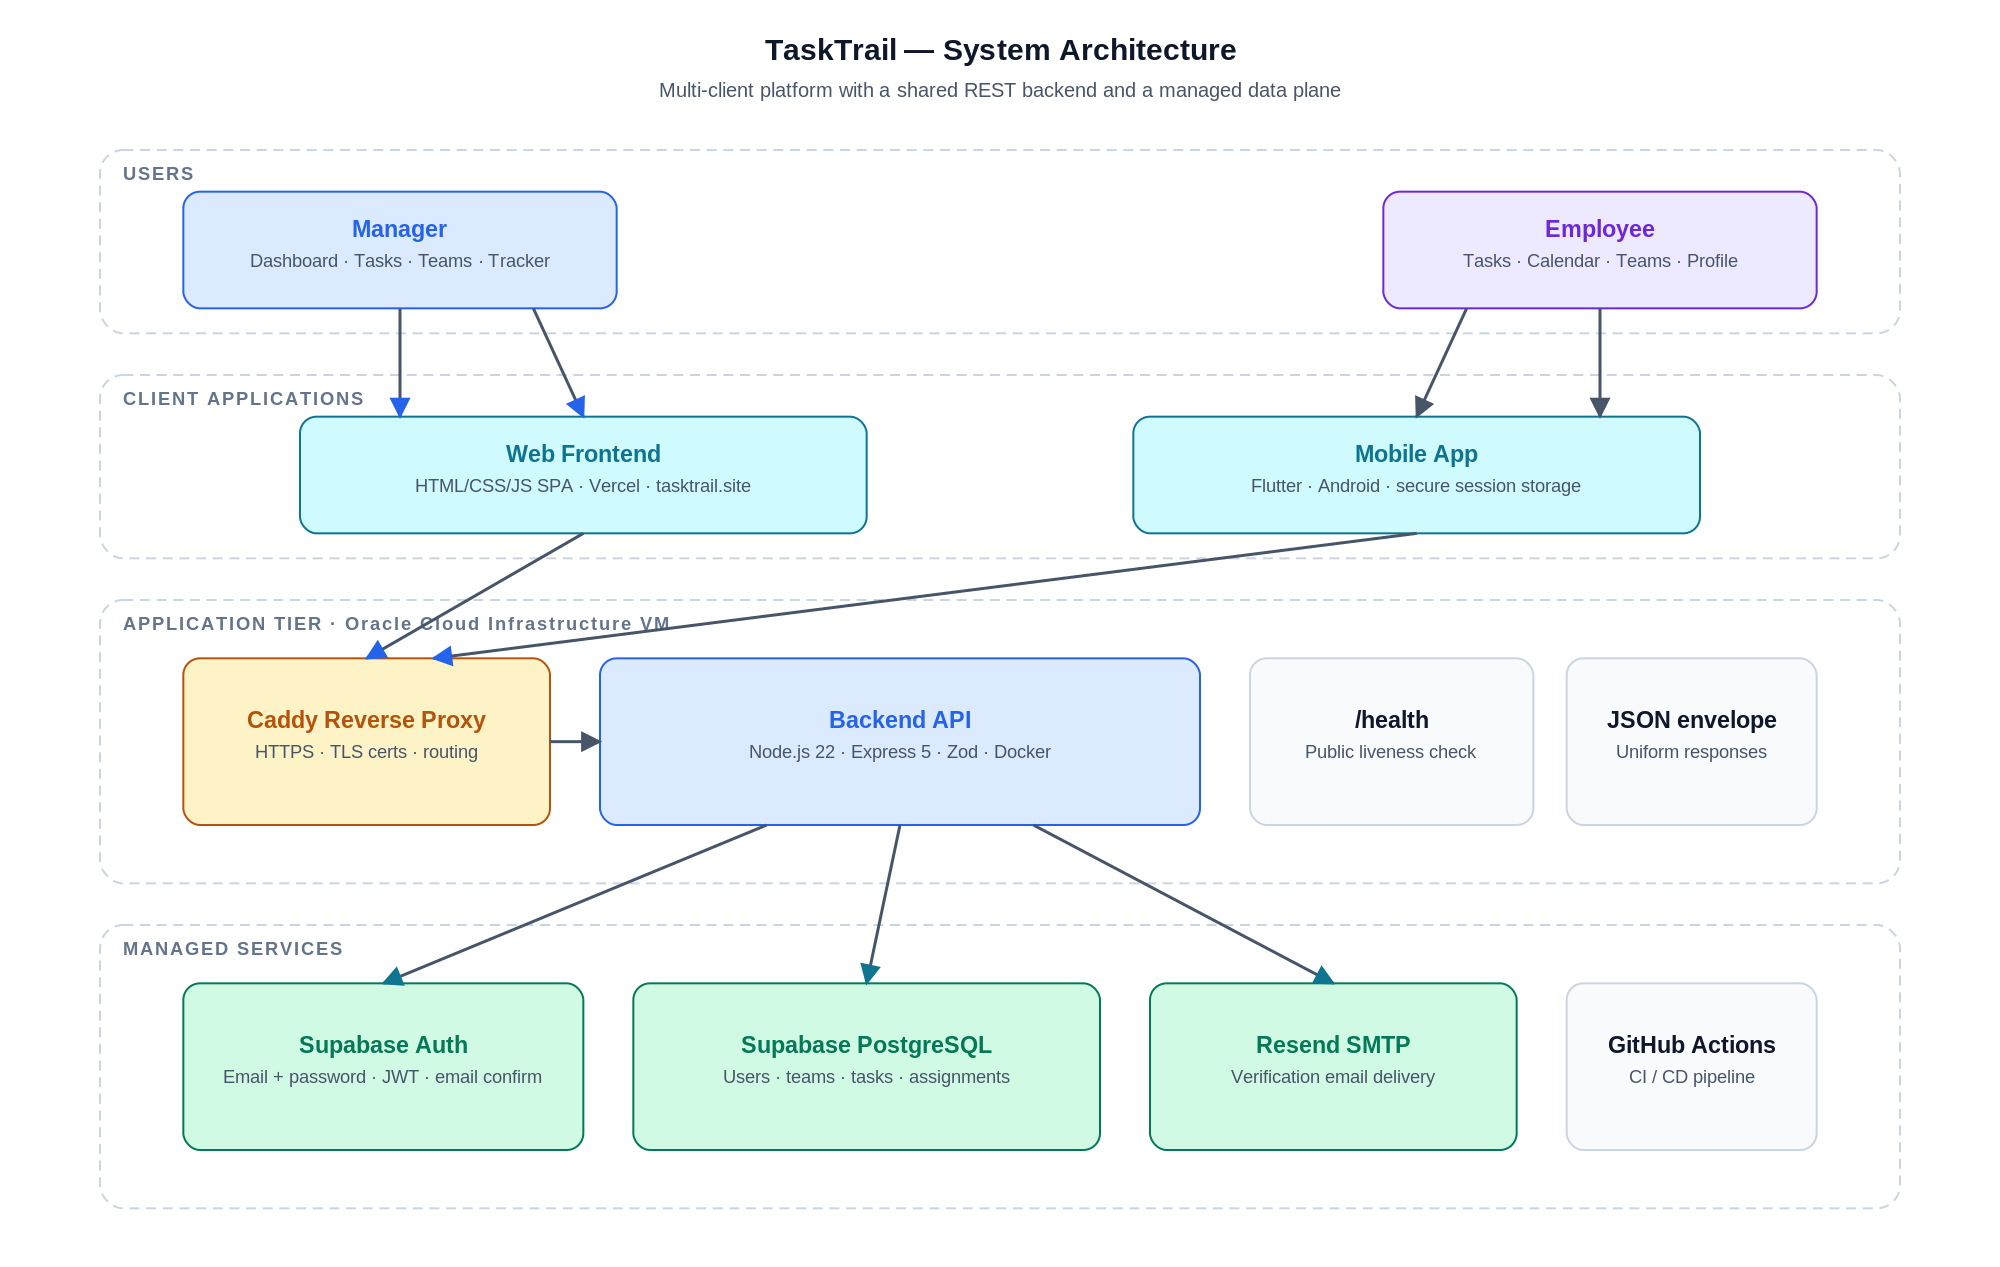 TaskTrail — System Architecture
Multi-client platform with a shared REST backend and a managed data plane
USERS
Manager
Dashboard · Tasks · Teams · Tracker
Employee
Tasks · Calendar · Teams · Profile
CLIENT APPLICATIONS
Web Frontend
HTML/CSS/JS SPA · Vercel · tasktrail.site
Mobile App
Flutter · Android · secure session storage
APPLICATION TIER · Oracle Cloud Infrastructure VM
Caddy Reverse Proxy
HTTPS · TLS certs · routing
Backend API
Node.js 22 · Express 5 · Zod · Docker
/health
Public liveness check
JSON envelope
Uniform responses
MANAGED SERVICES
Supabase Auth
Email + password · JWT · email confirm
Supabase PostgreSQL
Users · teams · tasks · assignments
Resend SMTP
Verification email delivery
GitHub Actions
CI / CD pipeline